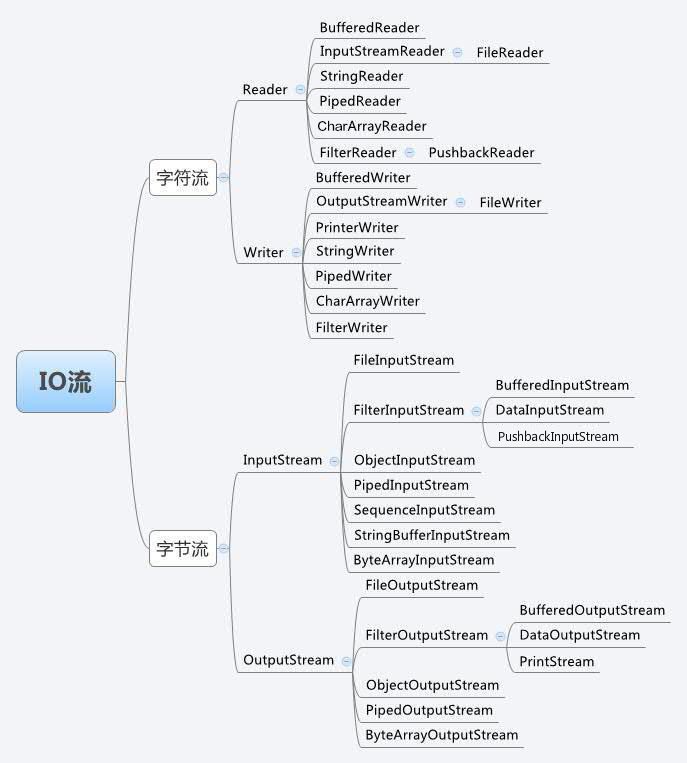 IO流
字符流
Reader
BufferedReader
InputStreamReader
FileReader
StringReader
PipedReader
CharArrayReader
FilterReader
PushbackReader
Writer
BufferedWriter
OutputStreamWriter
FileWriter
PrinterWriter
StringWriter
PipedWriter
CharArrayWriter
FilterWriter
字节流
InputStream
FileInputStream
FilterInputStream
BufferedInputStream
DataInputStream
PushbackInputStream
ObjectInputStream
PipedInputStream
SequenceInputStream
StringBufferInputStream
ByteArrayInputStream
OutputStream
FileOutputStream
FilterOutputStream
BufferedOutputStream
DataOutputStream
PrintStream
ObjectOutputStream
PipedOutputStream
ByteArrayOutputStream